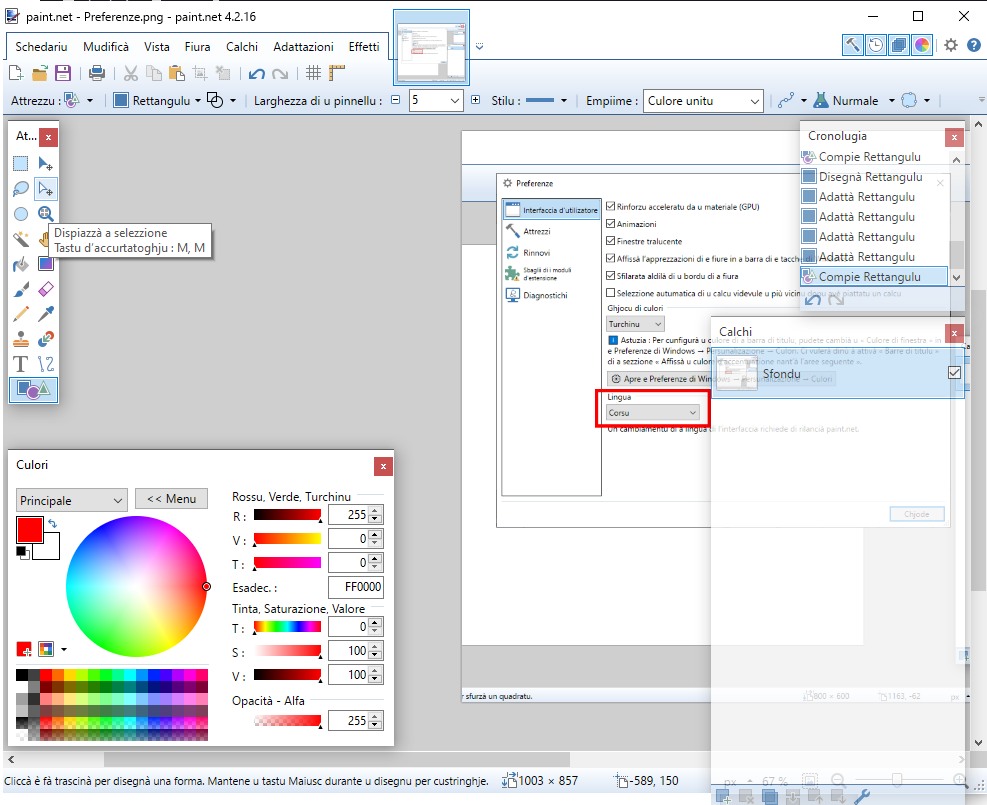 paint.net - Preferenze.png - paint.net 4.2.16
Schedariu Mudificà Vista Fiura Calchi Adattazioni Effetti
Attrezzu : Rettangulu Larghezza di u pinnellu : 5 Stilu : Empiime : Culore unitu Nurmale
At...
Dispiazzà a selezzione
Tastu d'accurtatoghju : M, M
Cronolugia
Compie Rettangulu
Disegnà Rettangulu
Adattà Rettangulu
Adattà Rettangulu
Adattà Rettangulu
Adattà Rettangulu
Compie Rettangulu
Preferenze
Interfaccia d'utilizatore
Attrezzi
Rinnovi
Sbaglii di i moduli
d'estensione
Diagnostichi
Rinforzu acceleratu da u materiale (GPU)
Animazioni
Finestre tralucente
Affissà l'apprezzazioni di e fiure in a barra di e tacche
Sfilarata aldilà di u bordu di a fiura
Selezzione automatica di u calcu videvule u più vicinu dopu avè piattatu un calcu
Ghjocu di culori
Turchinu
Astuzia : Per cunfigurà u culore di a barra di titulu, pudete cambià u « Culore di finestra » in
e Preferenze di Windows → Persunalizazione → Culori. Ci vulerà dinù à attivà « Barre di titulu »
di a sezzione « Affissà u culore d'accentuazione nant'à l'aree seguente ».
Apre e Preferenze di Windows → Persunalizazione → Culori
Lingua
Corsu
Un cambiamentu di a lingua di l'interfaccia richiede di rilancià paint.net.
Chjode
Calchi
Sfondu
r sfurzà un quadratu.
800 × 600
1163, -62
px
Culori
Principale
<< Menu
Rossu, Verde, Turchinu
R : 255
V : 0
T : 0
Esadec. : FF0000
Tinta, Saturazione, Valore
T : 0
S : 100
V : 100
Opacità - Alfa
255
Cliccà è fà trascinà per disegnà una forma. Mantene u tastu Maiusc durante u disegnu per custringhje. 1003 × 857 -589, 150 px 67 %